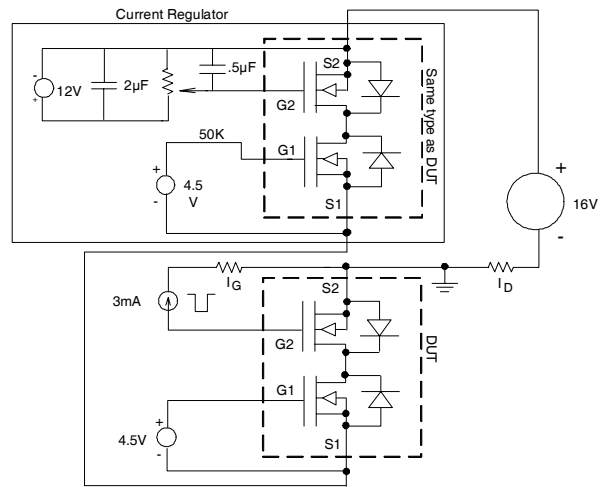 Current Regulator
-
+
12V
2µF
.5µF
S2
G2
50K
G1
+
4.5
V
-
S1
Same type as DUT
+
16V
-
I_G
I_D
3mA
S2
G2
G1
+
4.5V
-
S1
DUT